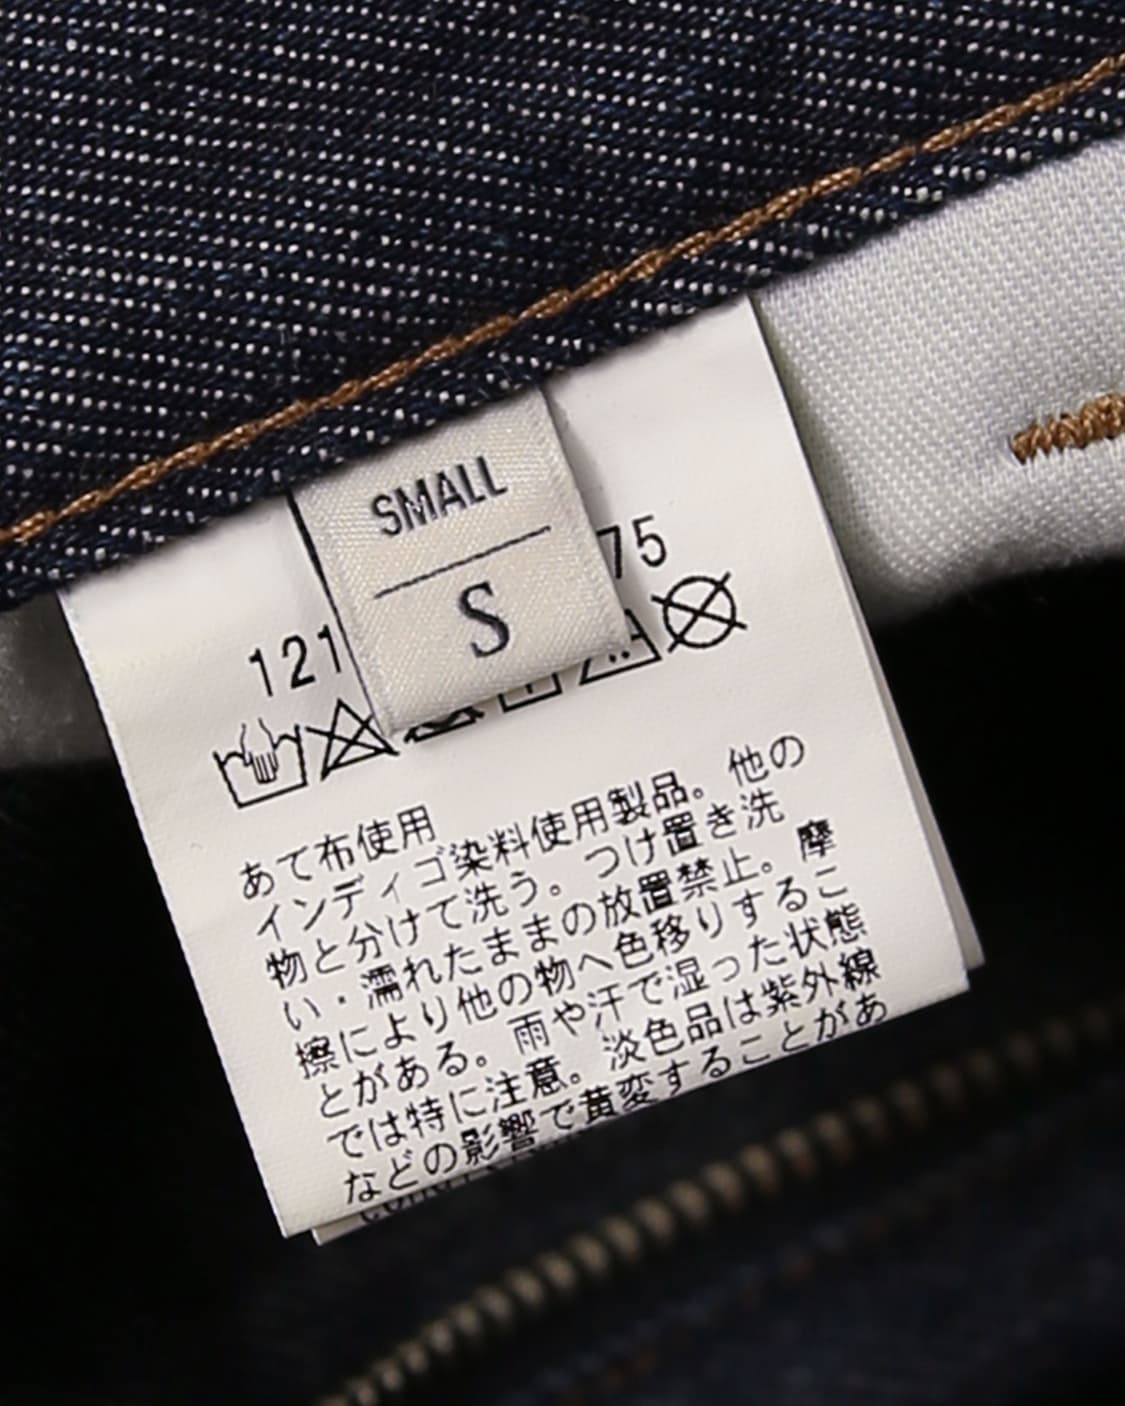 SMALL
S
121
75
あて布使用
インディゴ染料使用製品。他の
物と分けて洗う。つけ置き洗
い・濡れたままの放置禁止。摩
擦により他の物へ色移りするこ
とがある。雨や汗で湿った状態
では特に注意。淡色品は紫外線
などの影響で黄変することがあ